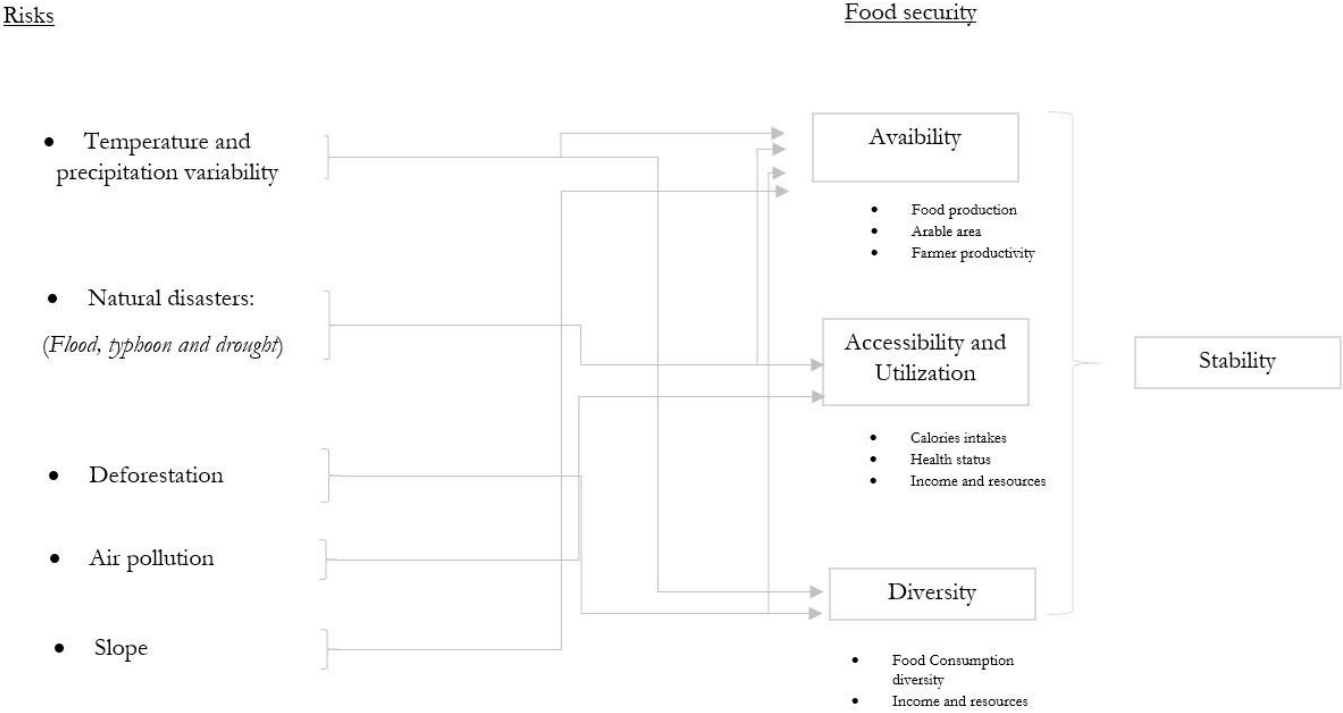 Risks
Food security
• Temperature and
precipitation variability
• Natural disasters:
(Flood, typhoon and drought)
• Deforestation
• Air pollution
• Slope
Avaibility
• Food production
• Arable area
• Farmer productivity
Accessibility and
Utilization
• Calories intakes
• Health status
• Income and resources
Diversity
• Food Consumption
diversity
• Income and resources
Stability